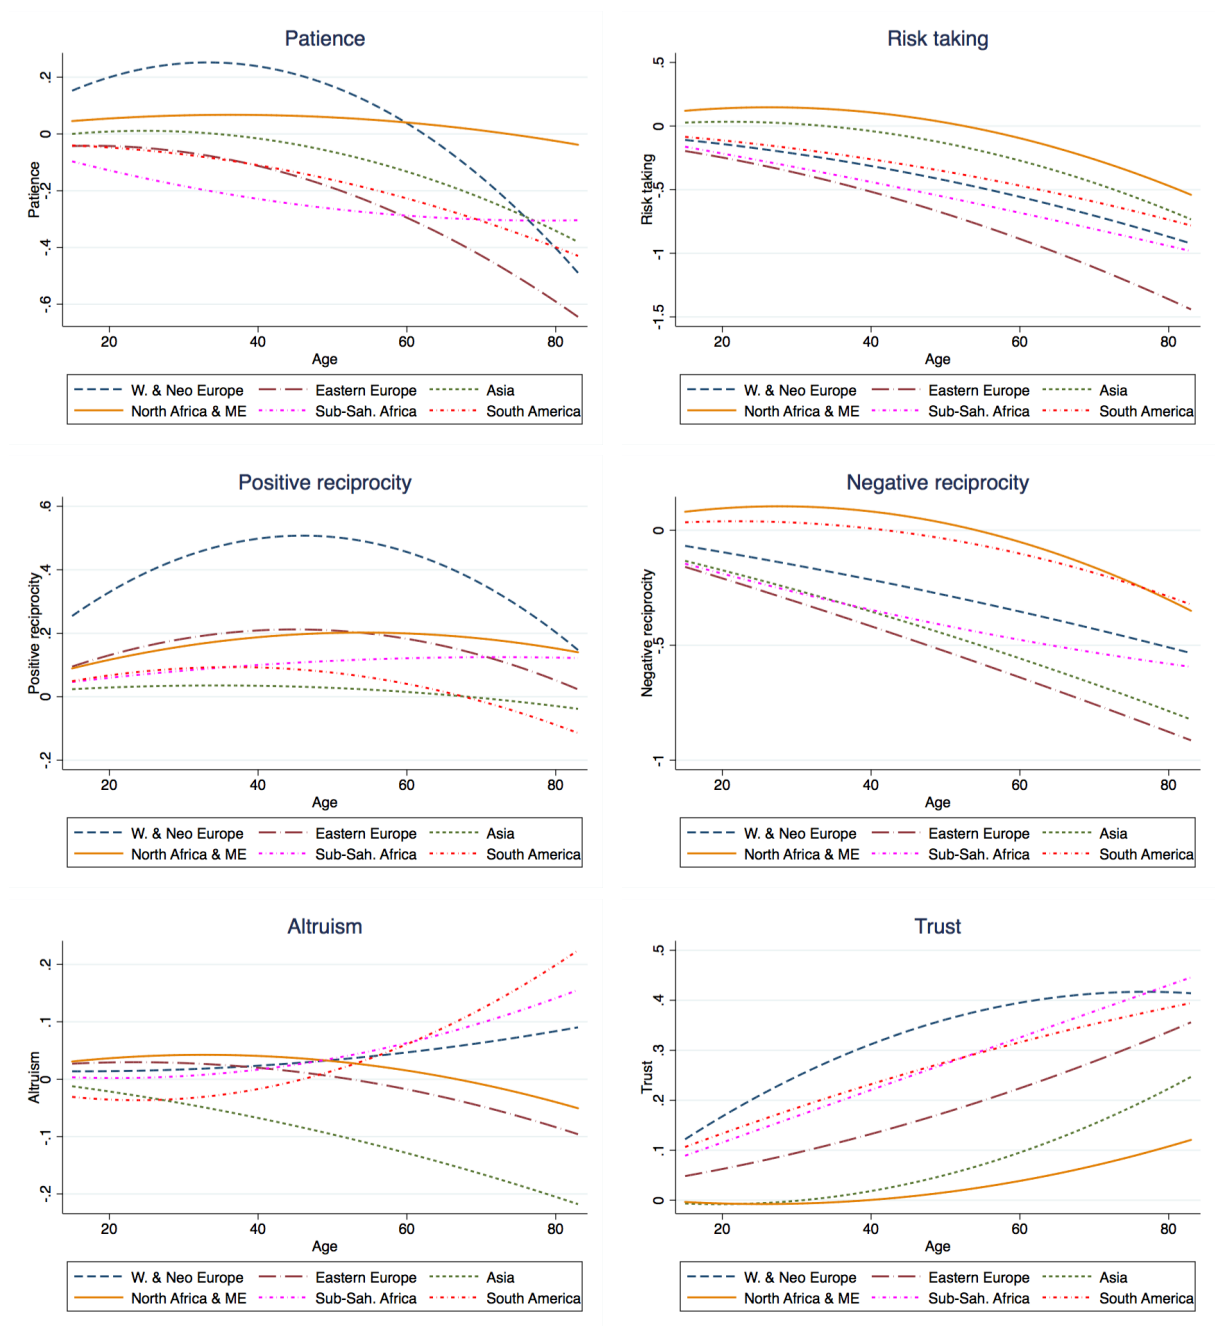 Patience
Patience
.2
0
-.2
-.4
-.6
20 40 60 80
Age
W. & Neo Europe Eastern Europe Asia
North Africa & ME Sub-Sah. Africa South America
Risk taking
Risk taking
.5
0
-.5
-1
-1.5
20 40 60 80
Age
W. & Neo Europe Eastern Europe Asia
North Africa & ME Sub-Sah. Africa South America
Positive reciprocity
Positive reciprocity
.6
.4
.2
0
-.2
20 40 60 80
Age
W. & Neo Europe Eastern Europe Asia
North Africa & ME Sub-Sah. Africa South America
Negative reciprocity
Negative reciprocity
0
-.5
-1
20 40 60 80
Age
W. & Neo Europe Eastern Europe Asia
North Africa & ME Sub-Sah. Africa South America
Altruism
Altruism
.2
.1
0
-.1
-.2
20 40 60 80
Age
W. & Neo Europe Eastern Europe Asia
North Africa & ME Sub-Sah. Africa South America
Trust
Trust
.5
.4
.3
.2
.1
0
20 40 60 80
Age
W. & Neo Europe Eastern Europe Asia
North Africa & ME Sub-Sah. Africa South America